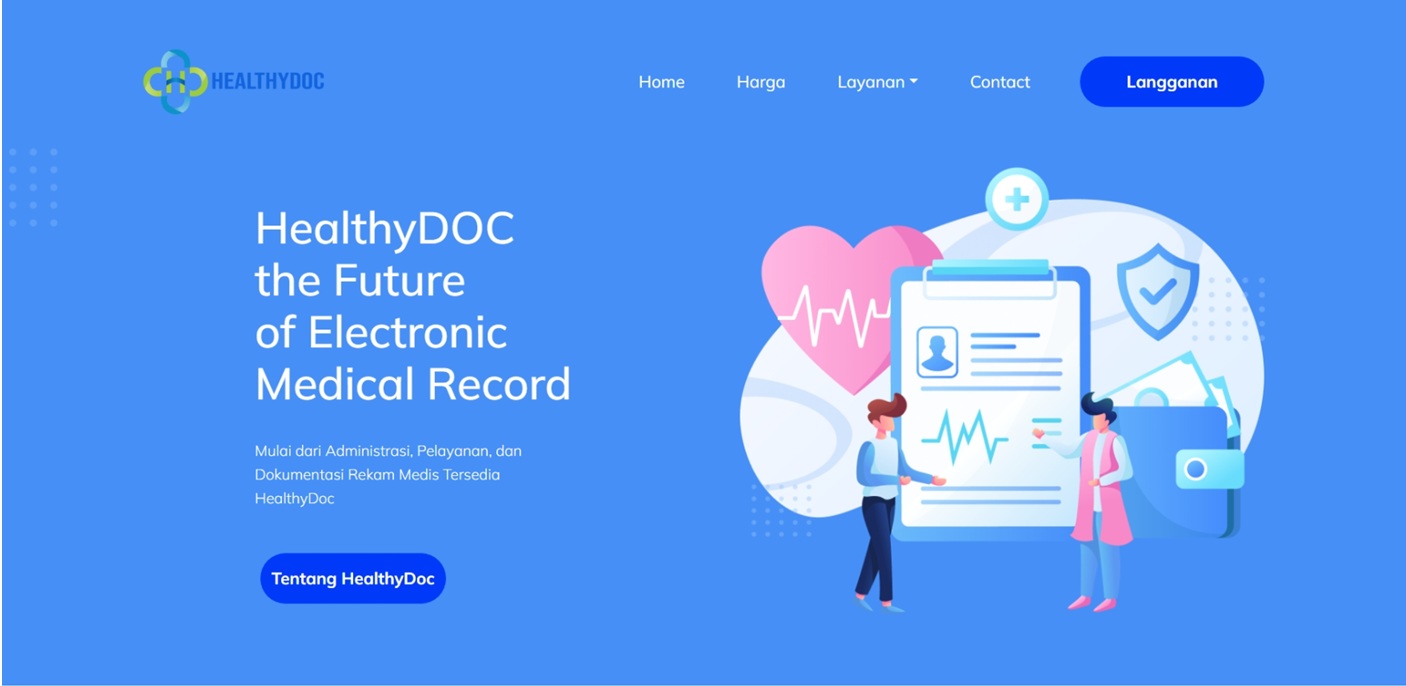 HEALTHYDOC
Home Harga Layanan Contact Langganan
HealthyDOC
the Future
of Electronic
Medical Record
Mulai dari Administrasi, Pelayanan, dan
Dokumentasi Rekam Medis Tersedia
HealthyDoc
Tentang HealthyDoc